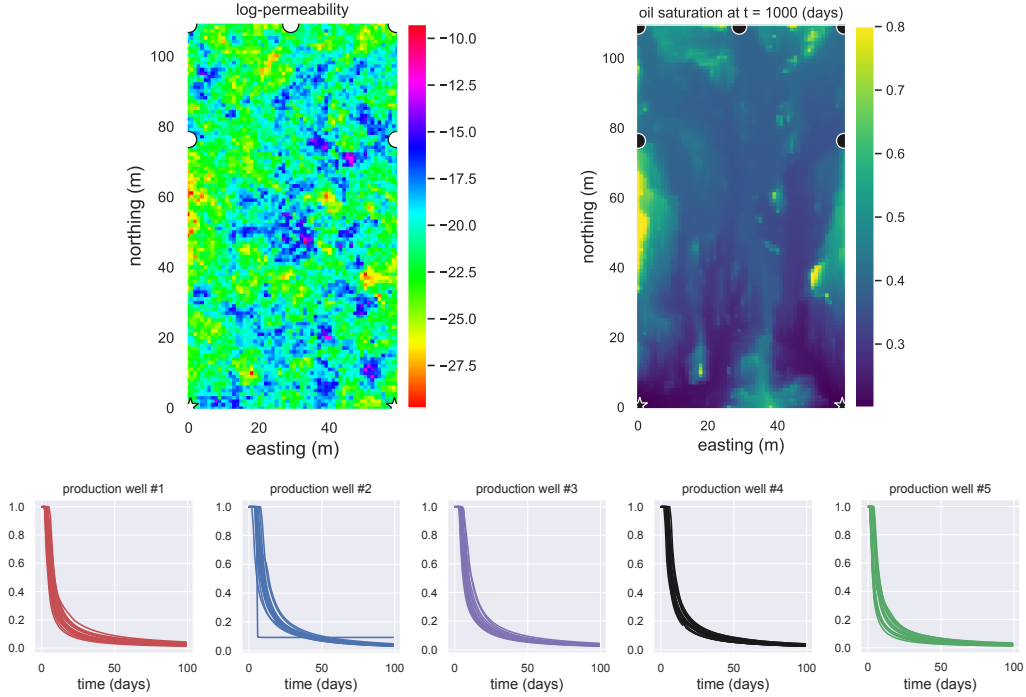 log-permeability
oil saturation at t = 1000 (days)
northing (m)
100
80
60
40
20
0
0 20 40
easting (m)
−10.0
−12.5
−15.0
−17.5
−20.0
−22.5
−25.0
−27.5
northing (m)
100
80
60
40
20
0
0 20 40
easting (m)
0.8
0.7
0.6
0.5
0.4
0.3
production well #1
1.0
0.8
0.6
0.4
0.2
0.0
0 50 100
time (days)
production well #2
1.0
0.8
0.6
0.4
0.2
0.0
0 50 100
time (days)
production well #3
1.0
0.8
0.6
0.4
0.2
0.0
0 50 100
time (days)
production well #4
1.0
0.8
0.6
0.4
0.2
0.0
0 50 100
time (days)
production well #5
1.0
0.8
0.6
0.4
0.2
0.0
0 50 100
time (days)